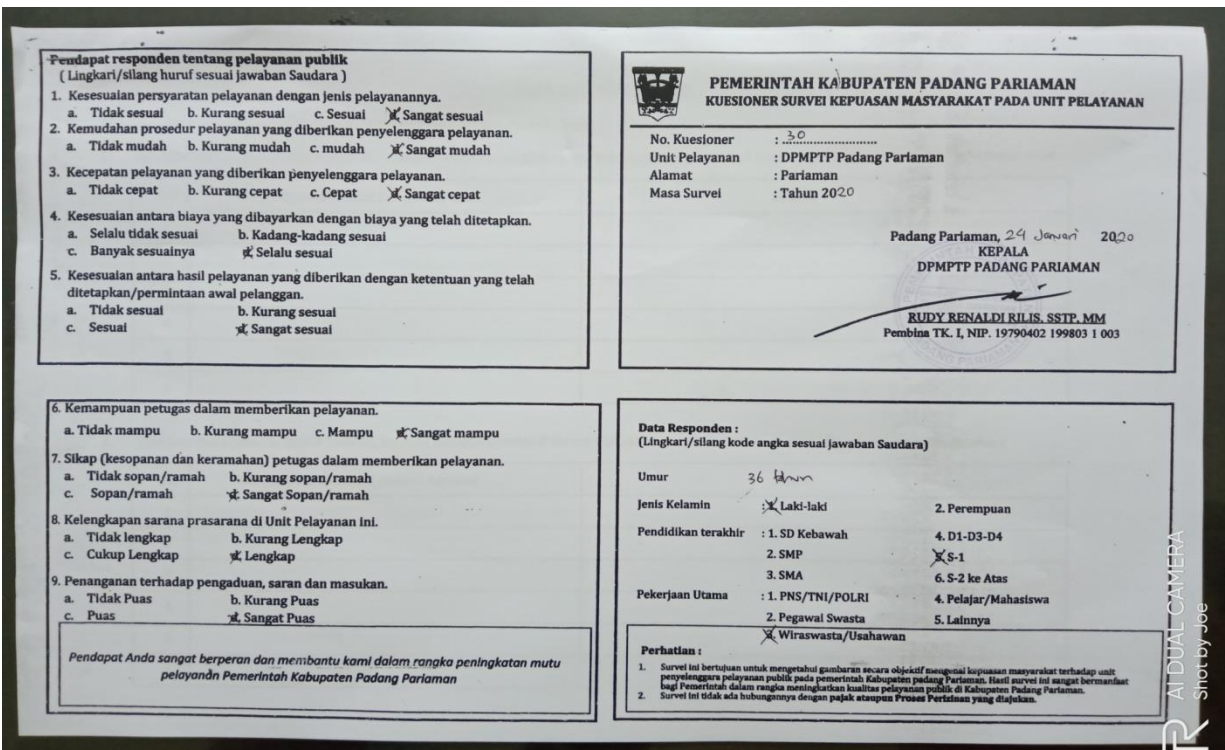 Pendapat responden tentang pelayanan publik
( Lingkari/silang huruf sesuai jawaban Saudara )
1. Kesesuaian persyaratan pelayanan dengan jenis pelayanannya.
a. Tidak sesuai b. Kurang sesuai c. Sesuai d. Sangat sesuai
2. Kemudahan prosedur pelayanan yang diberikan penyelenggara pelayanan.
a. Tidak mudah b. Kurang mudah c. mudah d. Sangat mudah
3. Kecepatan pelayanan yang diberikan penyelenggara pelayanan.
a. Tidak cepat b. Kurang cepat c. Cepat d. Sangat cepat
4. Kesesuaian antara biaya yang dibayarkan dengan biaya yang telah ditetapkan.
a. Selalu tidak sesuai b. Kadang-kadang sesuai
c. Banyak sesuainya d. Selalu sesuai
5. Kesesuaian antara hasil pelayanan yang diberikan dengan ketentuan yang telah
ditetapkan/permintaan awal pelanggan.
a. Tidak sesuai b. Kurang sesuai
c. Sesuai d. Sangat sesuai
PEMERINTAH KABUPATEN PADANG PARIAMAN
KUESIONER SURVEI KEPUASAN MASYARAKAT PADA UNIT PELAYANAN
No. Kuesioner : 30
Unit Pelayanan : DPMPTP Padang Pariaman
Alamat : Pariaman
Masa Survei : Tahun 2020
Padang Pariaman, 24 Januari 2020
KEPALA
DPMPTP PADANG PARIAMAN
RUDY RENALDI RILIS, SSTP, MM
Pembina TK. I, NIP. 19790402 199803 1 003
6. Kemampuan petugas dalam memberikan pelayanan.
a. Tidak mampu b. Kurang mampu c. Mampu d. Sangat mampu
7. Sikap (kesopanan dan keramahan) petugas dalam memberikan pelayanan.
a. Tidak sopan/ramah b. Kurang sopan/ramah
c. Sopan/ramah d. Sangat Sopan/ramah
8. Kelengkapan sarana prasarana di Unit Pelayanan ini.
a. Tidak lengkap b. Kurang Lengkap
c. Cukup Lengkap d. Lengkap
9. Penanganan terhadap pengaduan, saran dan masukan.
a. Tidak Puas b. Kurang Puas
c. Puas d. Sangat Puas
Pendapat Anda sangat berperan dan membantu kami dalam rangka peningkatan mutu
pelayanan Pemerintah Kabupaten Padang Pariaman
Data Responden :
(Lingkari/silang kode angka sesuai jawaban Saudara)
Umur 36 tahun
Jenis Kelamin : 1. Laki-laki 2. Perempuan
Pendidikan terakhir : 1. SD Kebawah 4. D1-D3-D4
2. SMP 5. S-1
3. SMA 6. S-2 ke Atas
Pekerjaan Utama : 1. PNS/TNI/POLRI 4. Pelajar/Mahasiswa
2. Pegawai Swasta 5. Lainnya
3. Wiraswasta/Usahawan
Perhatian :
1. Survei ini bertujuan untuk mengetahui gambaran secara objektif mengenai kepuasan masyarakat terhadap unit
penyelenggara pelayanan publik pada pemerintah Kabupaten padang Pariaman. Hasil survei ini sangat bermanfaat
bagi Pemerintah dalam rangka meningkatkan kualitas pelayanan publik di Kabupaten Padang Pariaman.
2. Survei ini tidak ada hubungannya dengan pajak ataupun Proses Perizinan yang diajukan.
AI DUAL CAMERA
Shot by Joe